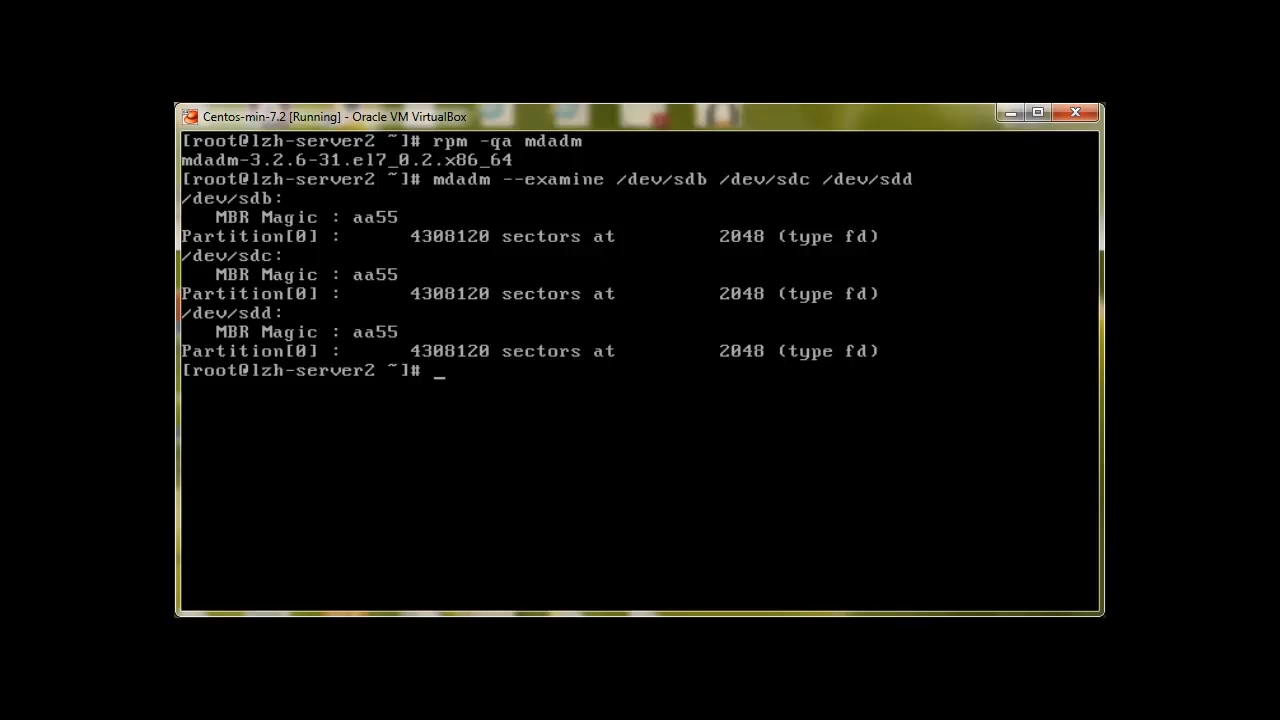 Centos-min-7.2 [Running] - Oracle VM VirtualBox
[root@lzh-server2 ~]# rpm -qa mdadm
mdadm-3.2.6-31.el7_0.2.x86_64
[root@lzh-server2 ~]# mdadm --examine /dev/sdb /dev/sdc /dev/sdd
/dev/sdb:
   MBR Magic : aa55
Partition[0] :      4308120 sectors at         2048 (type fd)
/dev/sdc:
   MBR Magic : aa55
Partition[0] :      4308120 sectors at         2048 (type fd)
/dev/sdd:
   MBR Magic : aa55
Partition[0] :      4308120 sectors at         2048 (type fd)
[root@lzh-server2 ~]# _